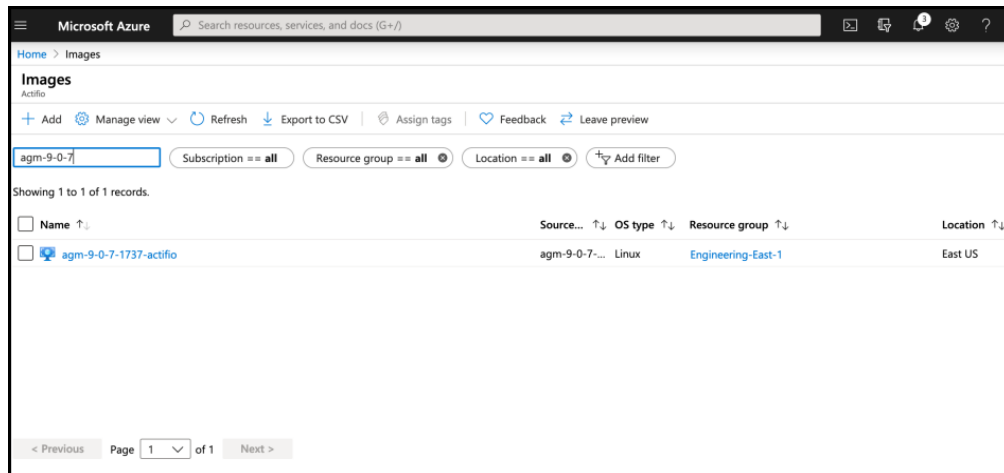 Microsoft Azure Search resources, services, and docs (G+/) 3
Home > Images
Images
Actifio
Add Manage view Refresh Export to CSV Assign tags Feedback Leave preview
agm-9-0-7 Subscription == all Resource group == all Location == all Add filter
Showing 1 to 1 of 1 records.
Name ↑↓ Source... ↑↓ OS type ↑↓ Resource group ↑↓ Location ↑↓
agm-9-0-7-1737-actifio agm-9-0-7-... Linux Engineering-East-1 East US
< Previous Page 1 of 1 Next >